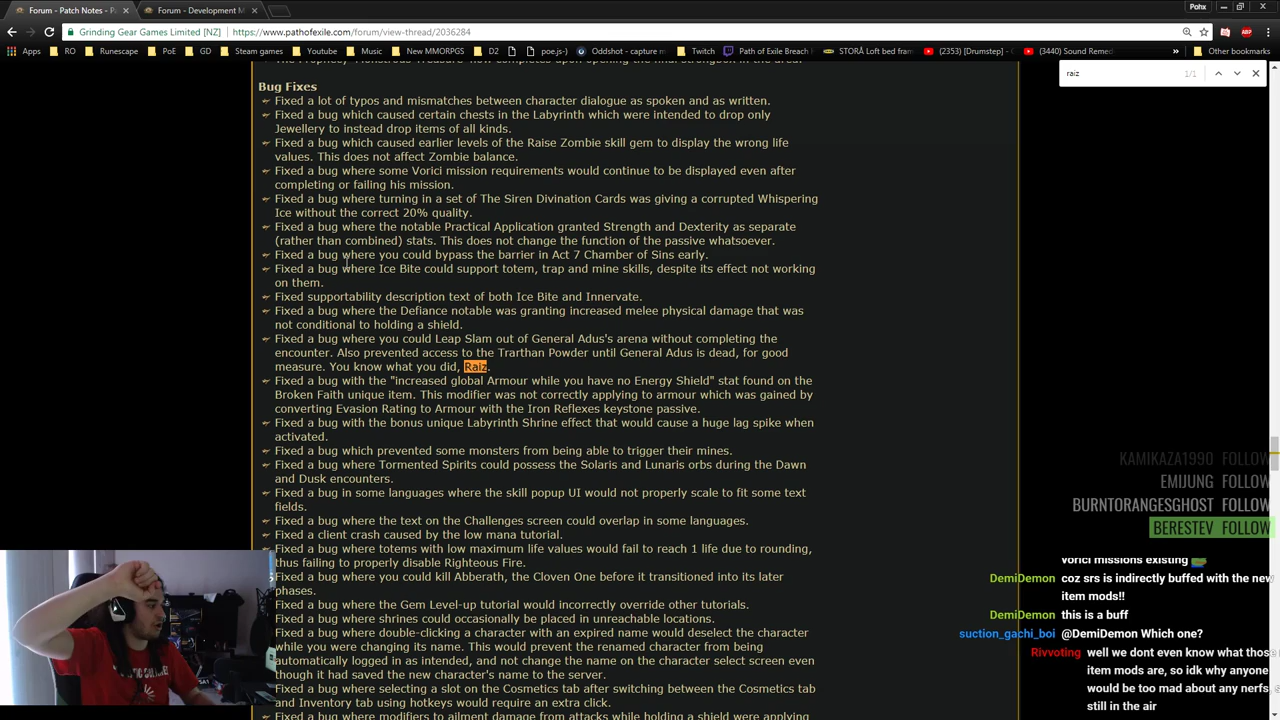 Forum - Patch Notes - P
Forum - Development M
Pohx
Grinding Gear Games Limited [NZ]
https://www.pathofexile.com/forum/view-thread/2036284
Apps
RO
Runescape
PoE
GD
Steam games
Youtube
Music
New MMORPGS
D2
poe.js-)
Oddshot - capture m
Twitch
Path of Exile Breach
STORÅ Loft bed fram
(2353) [Drumstep] —
(3440) Sound Remed
Other bookmarks
raiz
1/1
Bug Fixes
Fixed a lot of typos and mismatches between character dialogue as spoken and as written.
Fixed a bug which caused certain chests in the Labyrinth which were intended to drop only
Jewellery to instead drop items of all kinds.
Fixed a bug which caused earlier levels of the Raise Zombie skill gem to display the wrong life
values. This does not affect Zombie balance.
Fixed a bug where some Vorici mission requirements would continue to be displayed even after
completing or failing his mission.
Fixed a bug where turning in a set of The Siren Divination Cards was giving a corrupted Whispering
Ice without the correct 20% quality.
Fixed a bug where the notable Practical Application granted Strength and Dexterity as separate
(rather than combined) stats. This does not change the function of the passive whatsoever.
Fixed a bug where you could bypass the barrier in Act 7 Chamber of Sins early.
Fixed a bug where Ice Bite could support totem, trap and mine skills, despite its effect not working
on them.
Fixed supportability description text of both Ice Bite and Innervate.
Fixed a bug where the Defiance notable was granting increased melee physical damage that was
not conditional to holding a shield.
Fixed a bug where you could Leap Slam out of General Adus's arena without completing the
encounter. Also prevented access to the Trarthan Powder until General Adus is dead, for good
measure. You know what you did, Raiz.
Fixed a bug with the "increased global Armour while you have no Energy Shield" stat found on the
Broken Faith unique item. This modifier was not correctly applying to armour which was gained by
converting Evasion Rating to Armour with the Iron Reflexes keystone passive.
Fixed a bug with the bonus unique Labyrinth Shrine effect that would cause a huge lag spike when
activated.
Fixed a bug which prevented some monsters from being able to trigger their mines.
Fixed a bug where Tormented Spirits could possess the Solaris and Lunaris orbs during the Dawn
and Dusk encounters.
Fixed a bug in some languages where the skill popup UI would not properly scale to fit some text
fields.
Fixed a bug where the text on the Challenges screen could overlap in some languages.
Fixed a client crash caused by the low mana tutorial.
Fixed a bug where totems with low maximum life values would fail to reach 1 life due to rounding,
thus failing to properly disable Righteous Fire.
Fixed a bug where you could kill Abberath, the Cloven One before it transitioned into its later
phases.
Fixed a bug where the Gem Level-up tutorial would incorrectly override other tutorials.
Fixed a bug where shrines could occasionally be placed in unreachable locations.
Fixed a bug where double-clicking a character with an expired name would deselect the character
while you were changing its name. This would prevent the renamed character from being
automatically logged in as intended, and not change the name on the character select screen even
though it had saved the new character's name to the server.
Fixed a bug where selecting a slot on the Cosmetics tab after switching between the Cosmetics tab
and Inventory tab using hotkeys would require an extra click.
Fixed a bug where modifiers to ailment damage from attacks while holding a shield were applying
KAMIKAZA1990 FOLLOW
EMIJUNG FOLLOW
BURNTORANGESGHOST FOLLOW
BERESTEV FOLLOW
vorici missions existing
DemiDemon coz srs is indirectly buffed with the new
item mods!!
DemiDemon this is a buff
suction_gachi_boi @DemiDemon Which one?
Rivvoting well we dont even know what those
item mods are, so idk why anyone
would be too mad about any nerfs
still in the air